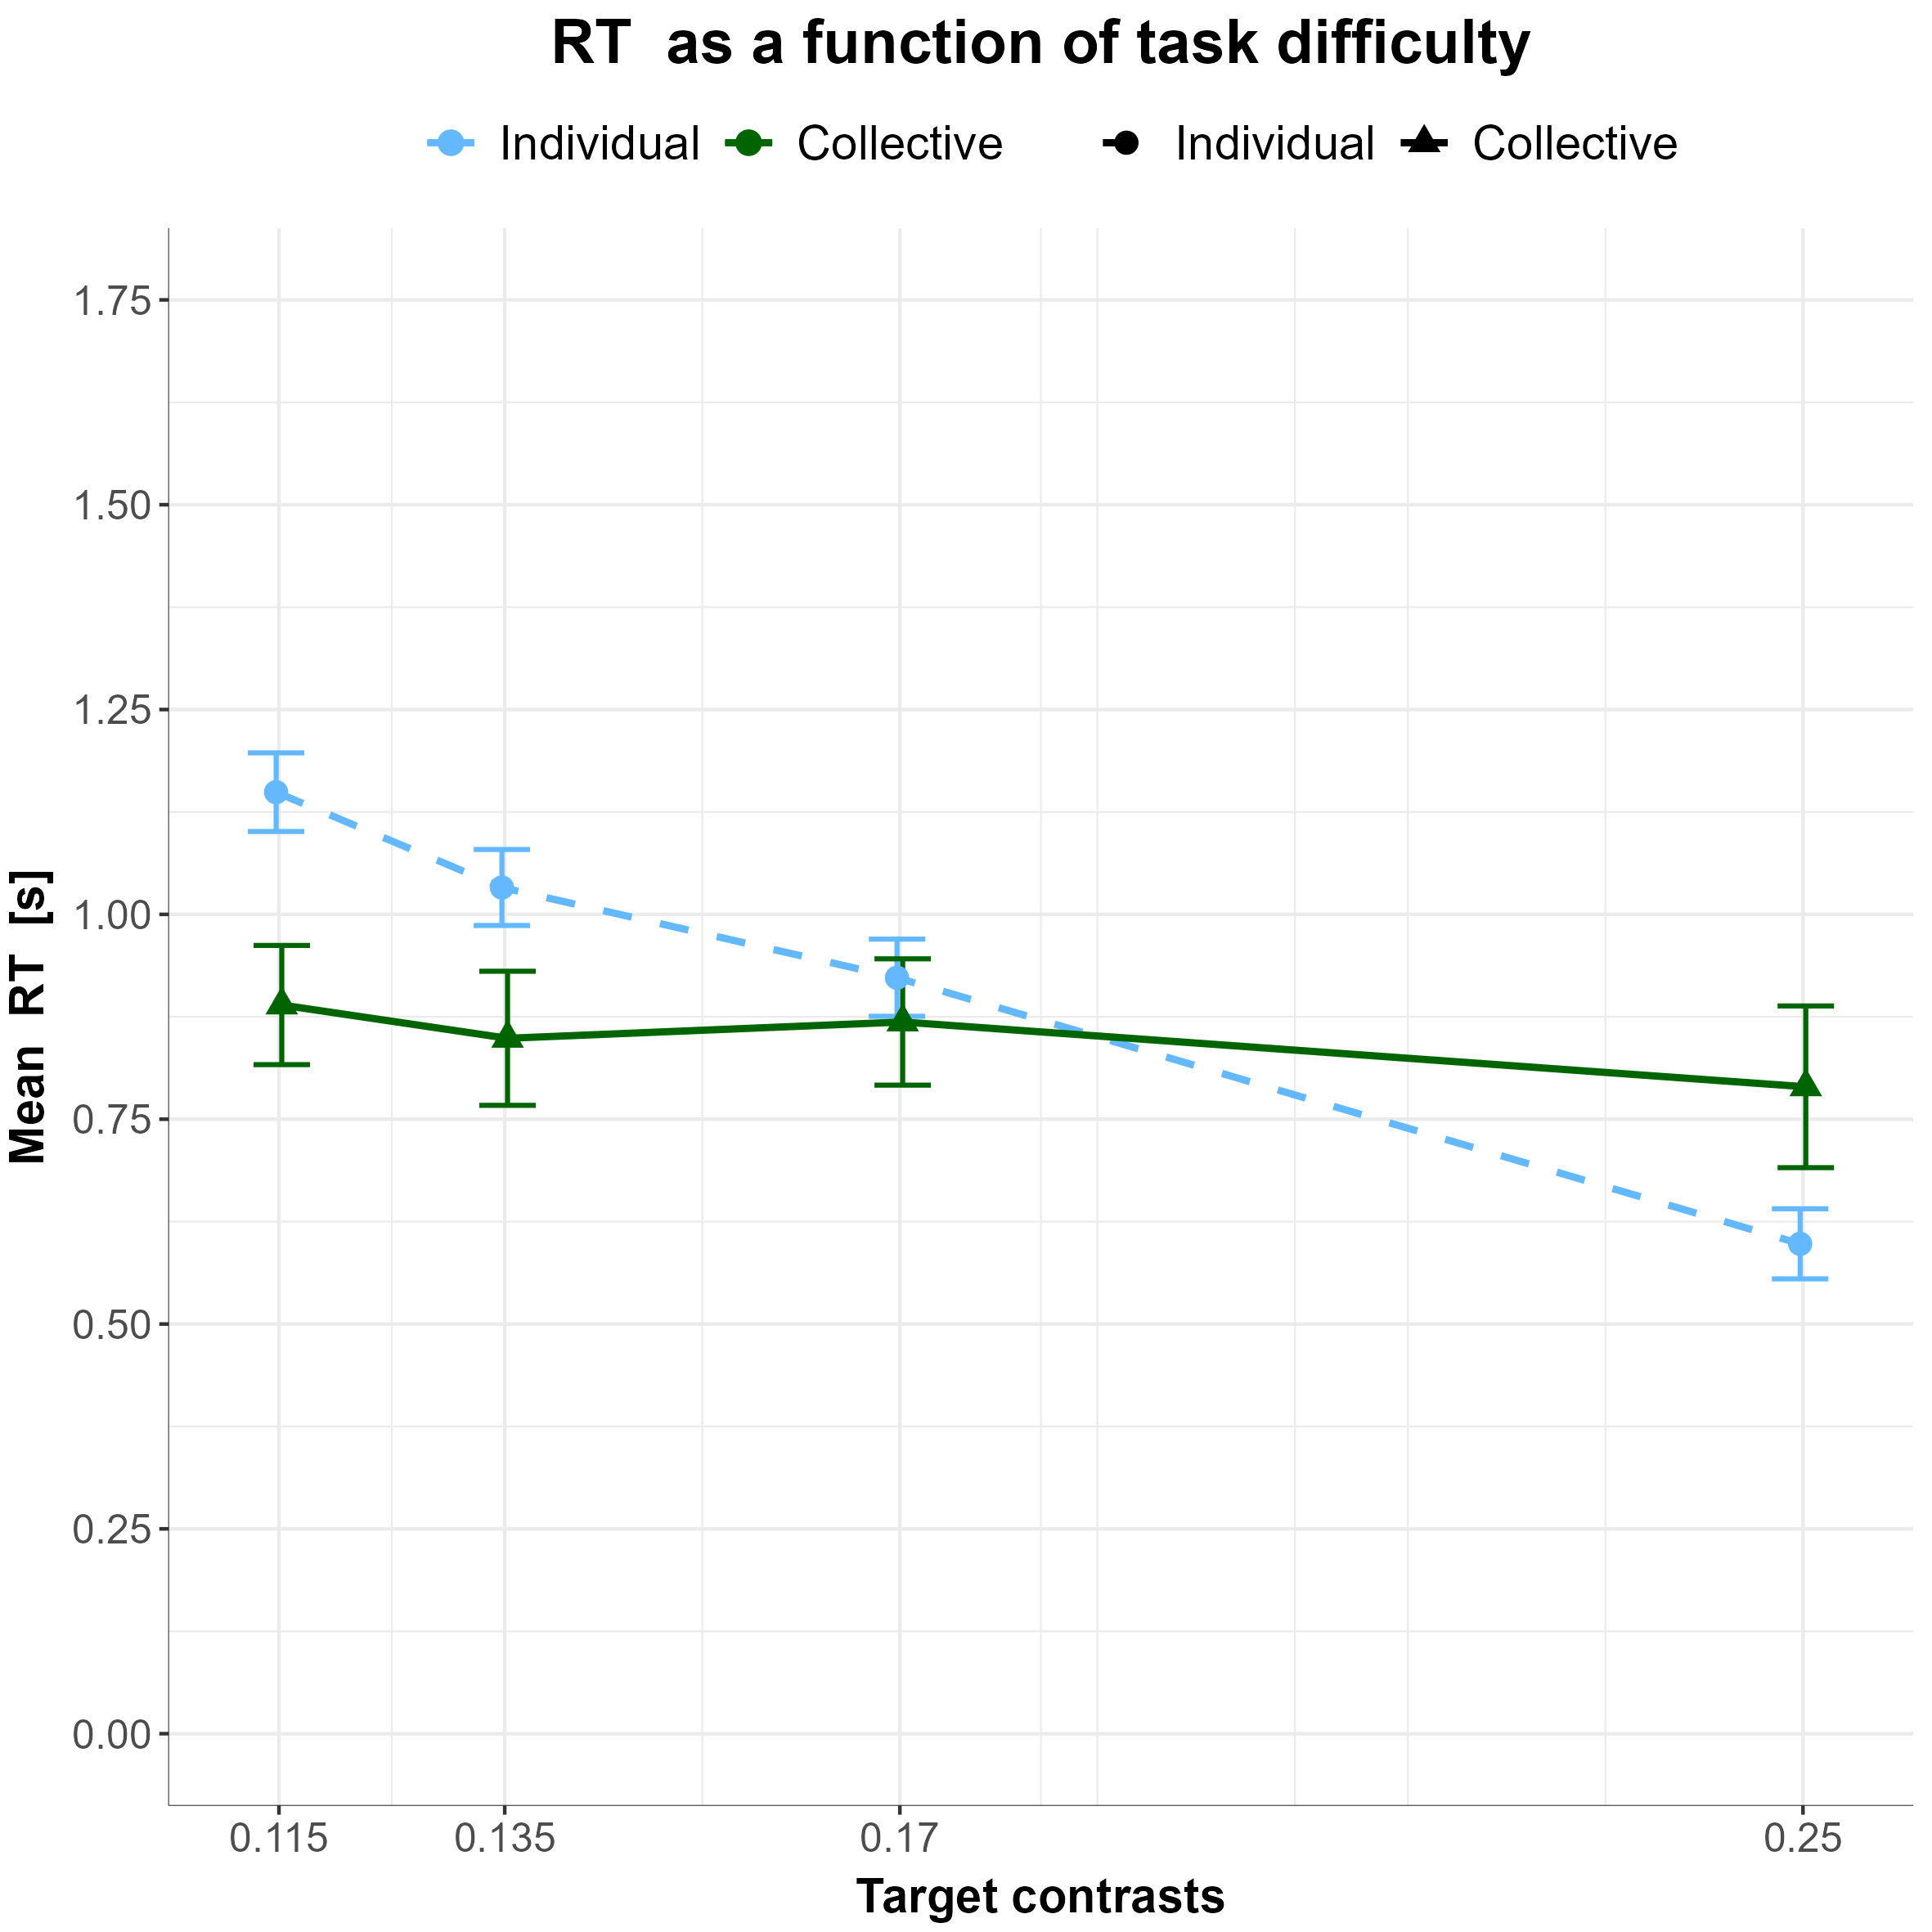 RT as a function of task difficulty
Individual Collective Individual Collective
1.75
1.50
1.25
1.00
0.75
0.50
0.25
0.00
Mean RT [s]
0.115 0.135 0.17 0.25
Target contrasts